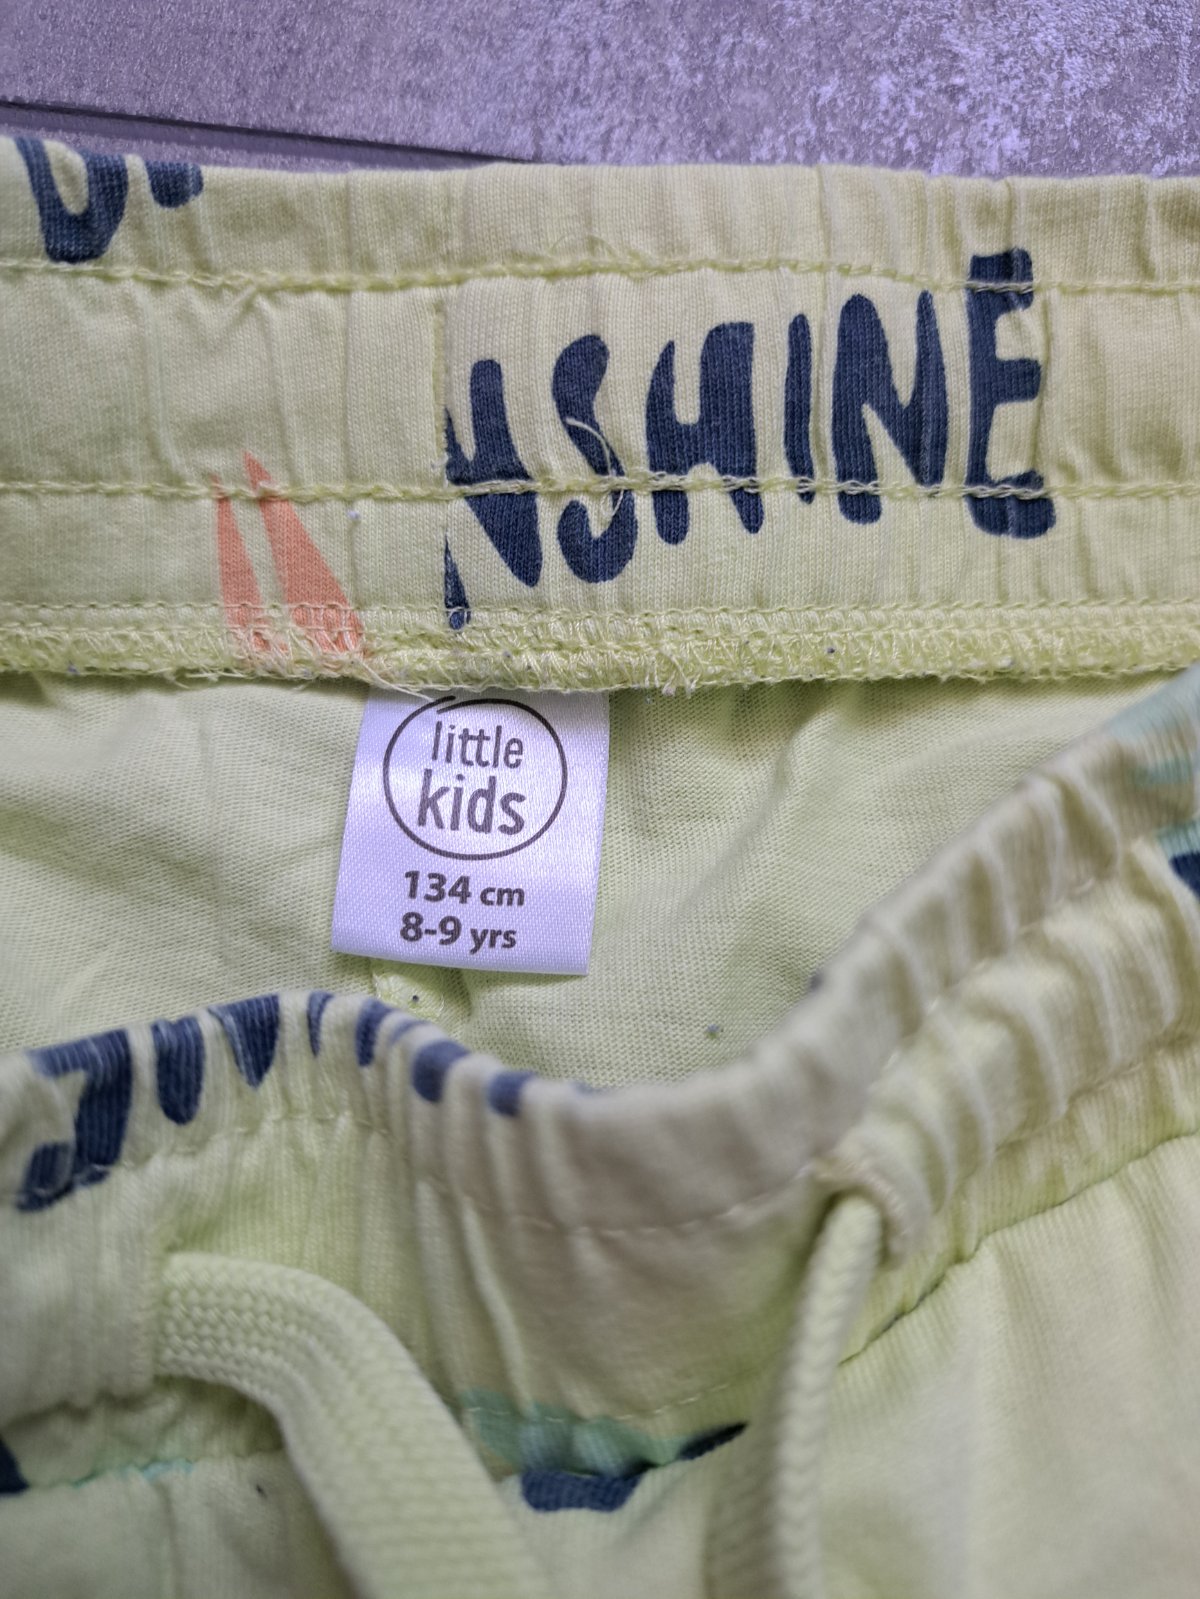 NSHINE
little
kids
134 cm
8-9 yrs